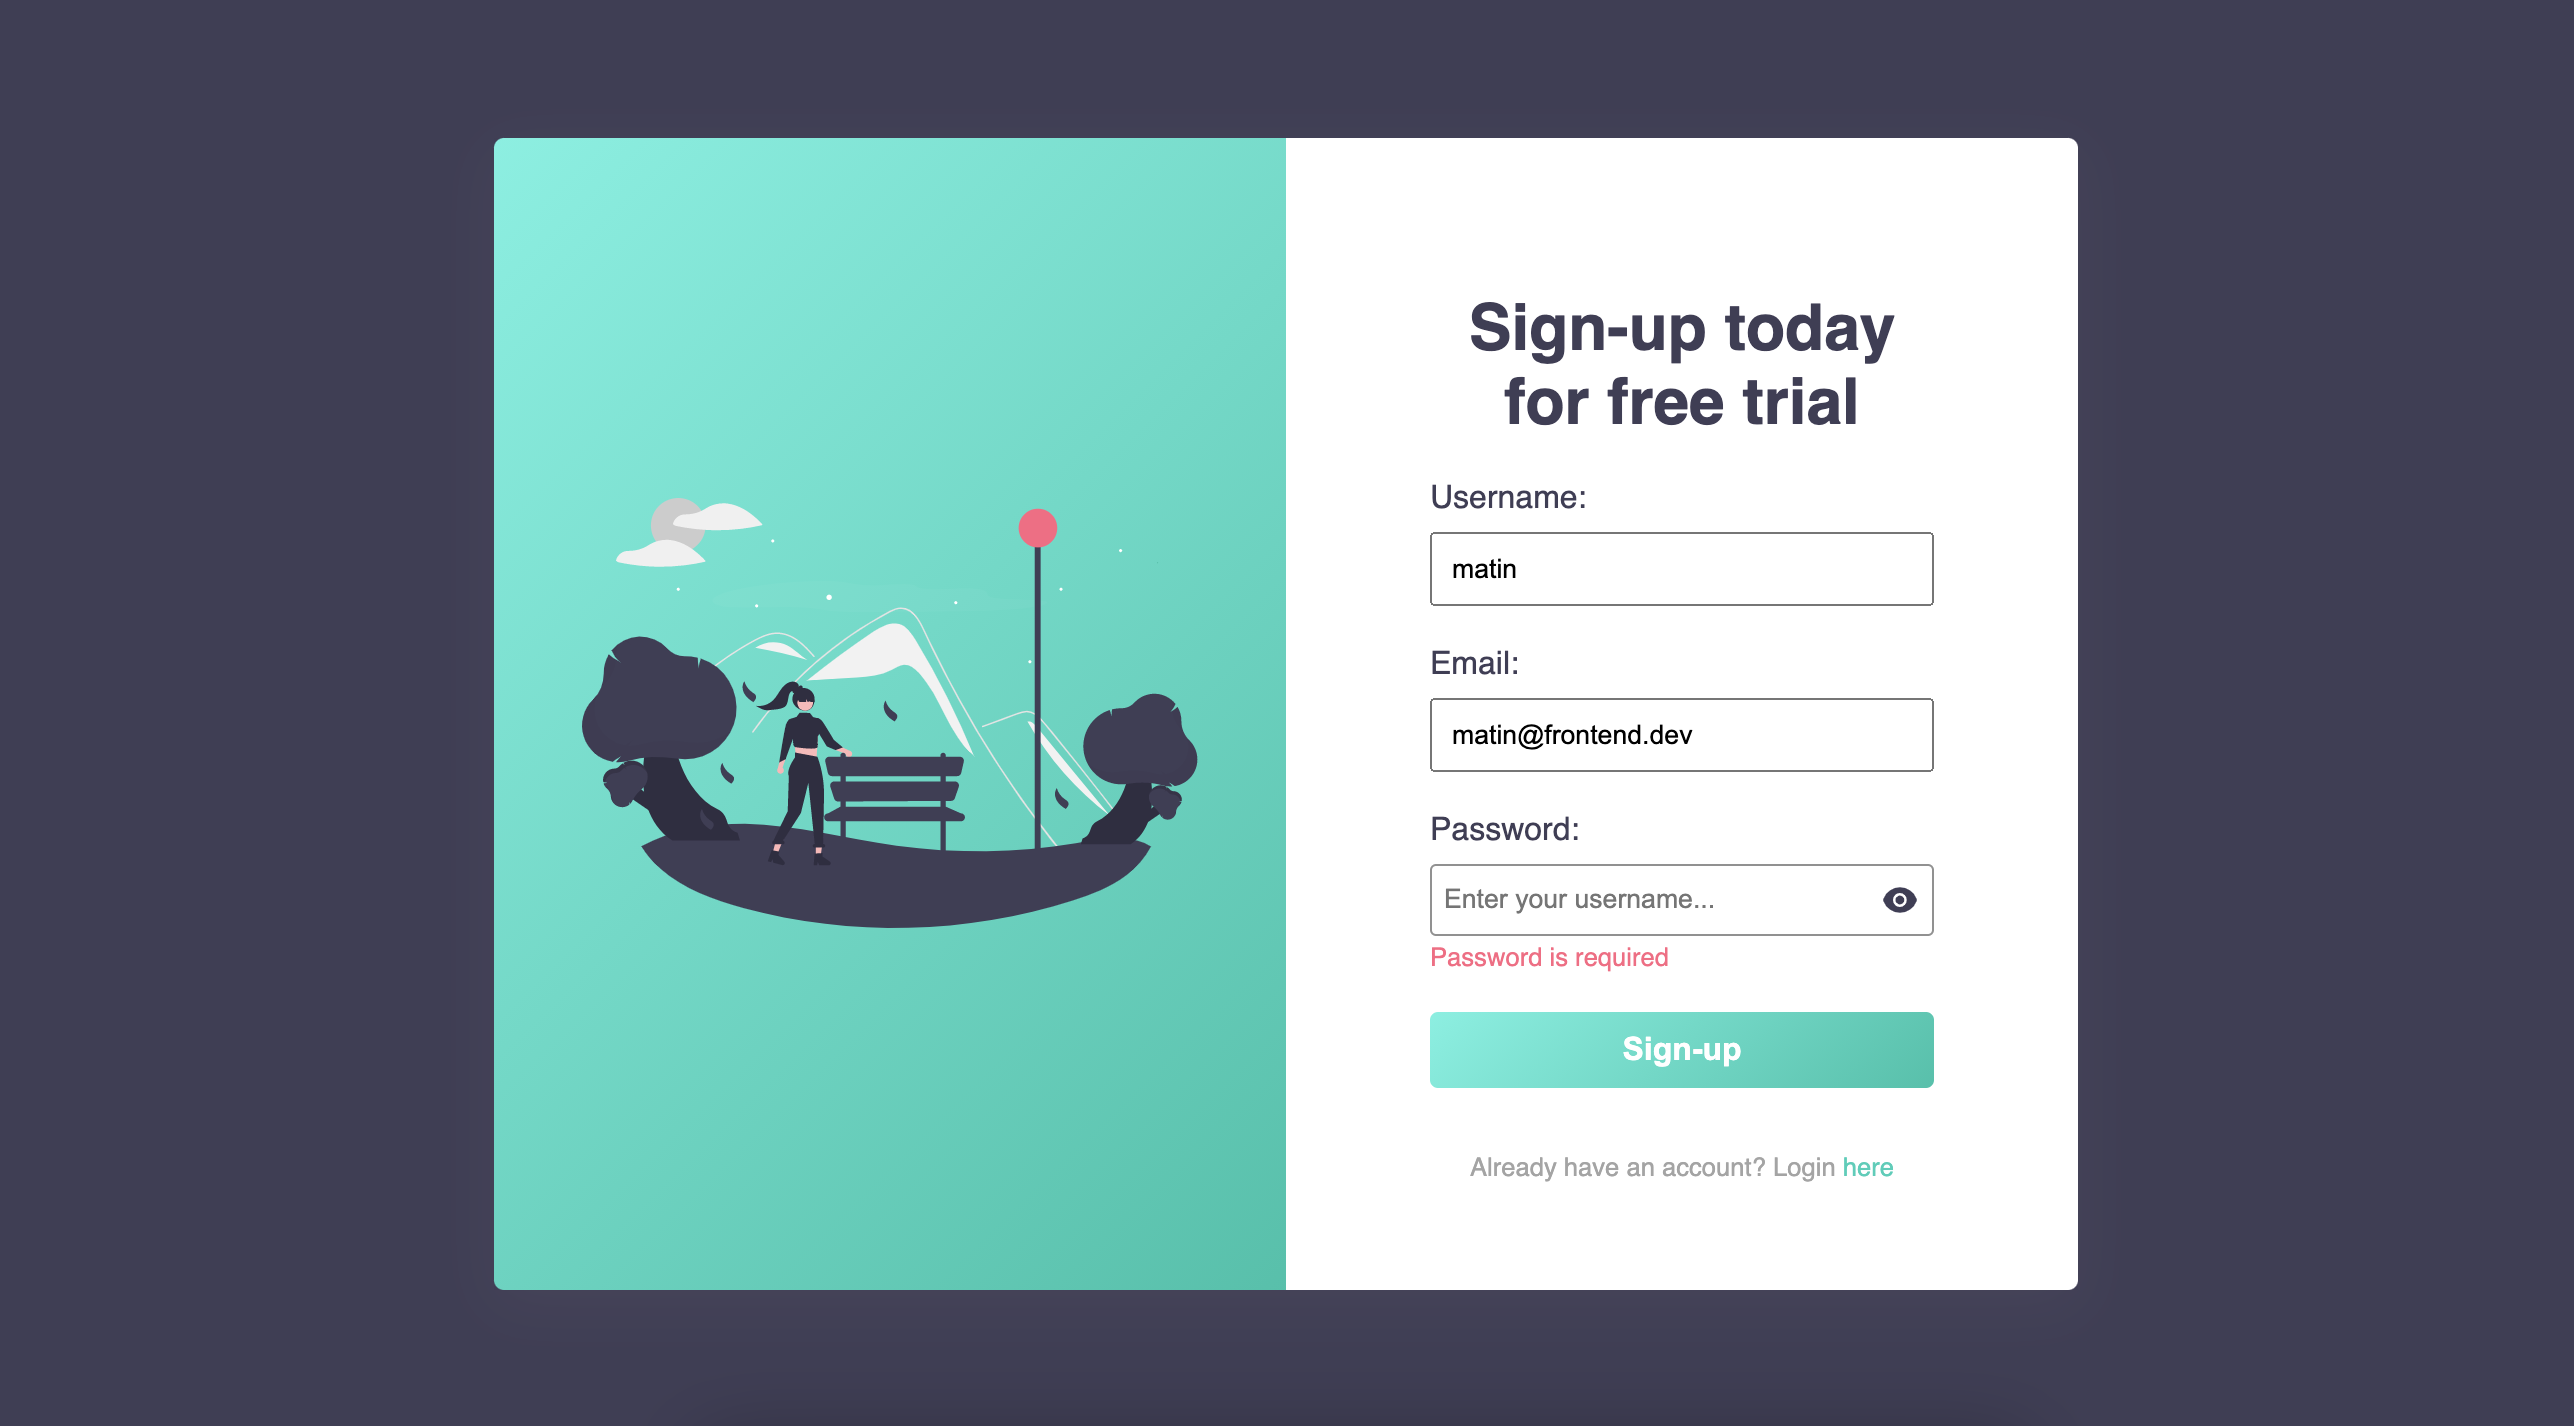 Sign-up today
for free trial
Username:
matin
Email:
matin@frontend.dev
Password:
Enter your username...
Password is required
Sign-up
Already have an account? Login here